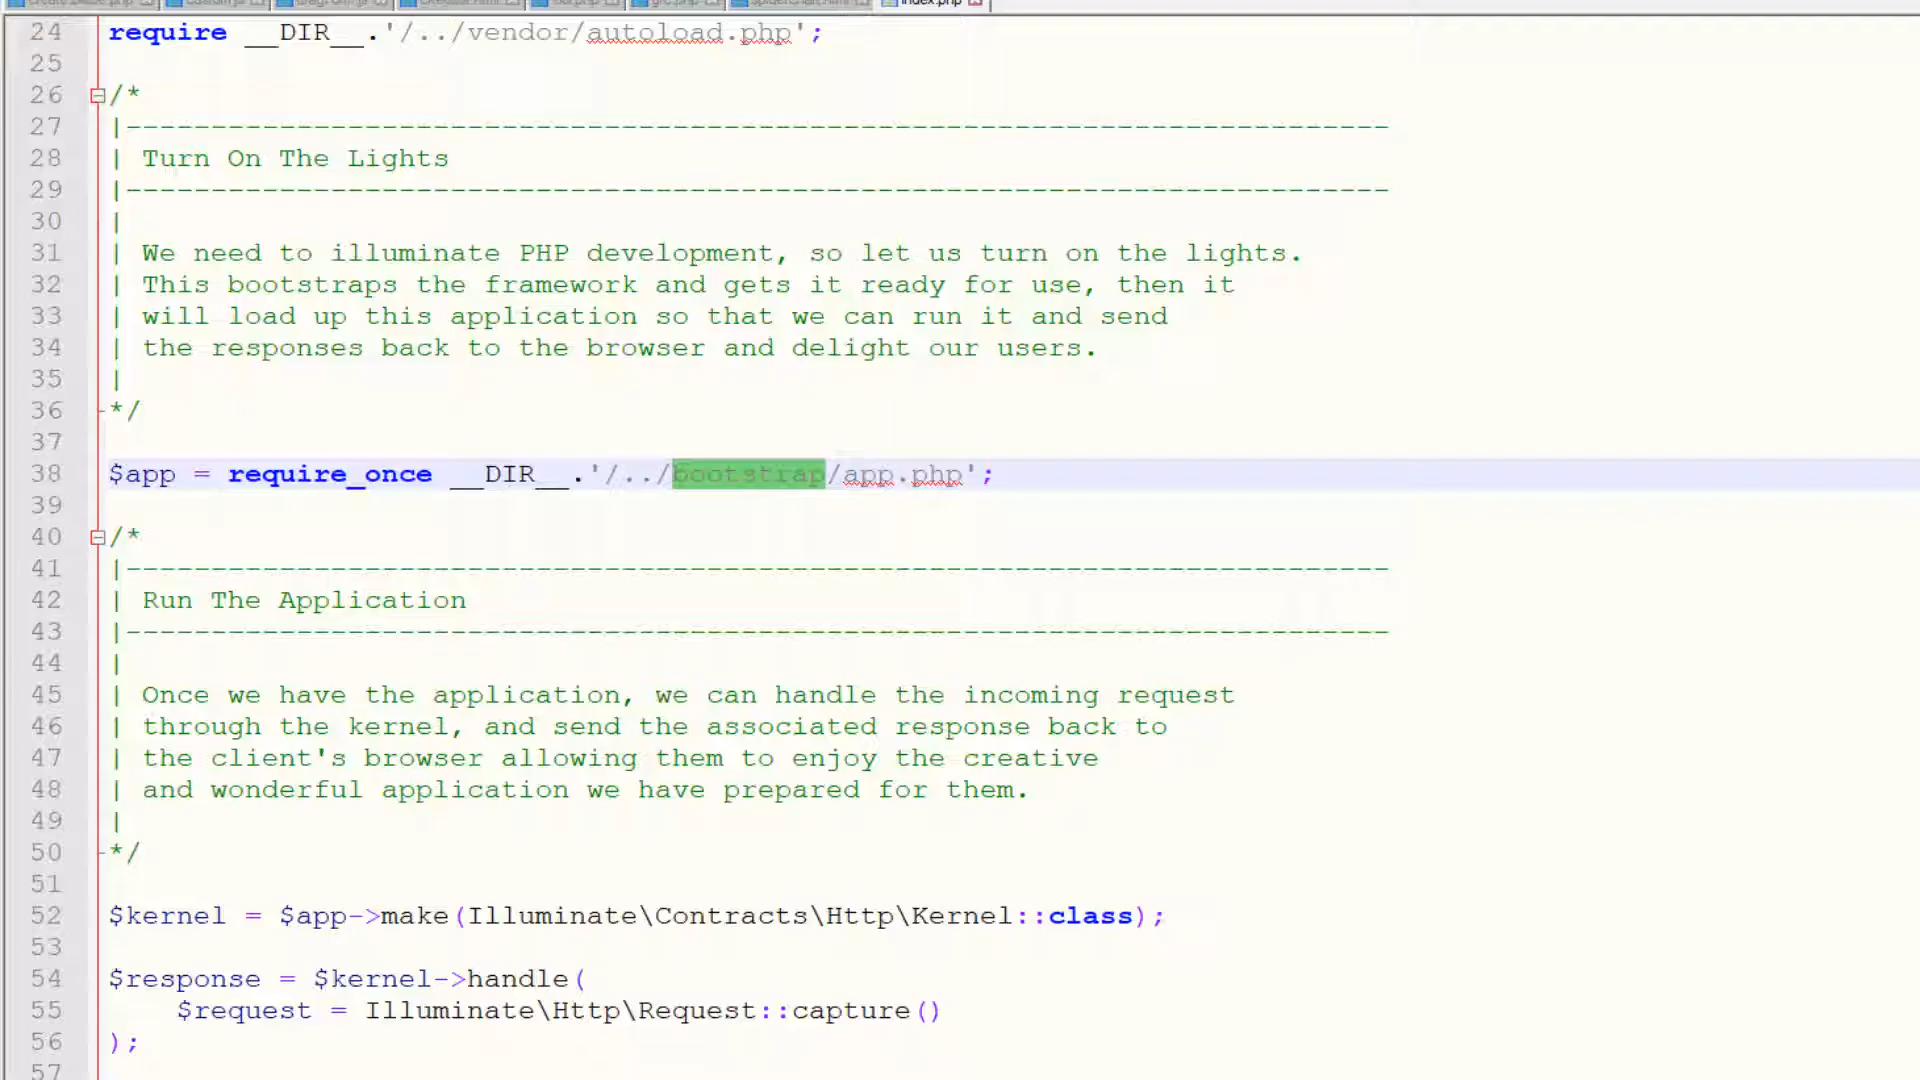 index.php
24 require __DIR__.'/../vendor/autoload.php';
25
26 /*
27 |--------------------------------------------------------------------------
28 | Turn On The Lights
29 |--------------------------------------------------------------------------
30 |
31 | We need to illuminate PHP development, so let us turn on the lights.
32 | This bootstraps the framework and gets it ready for use, then it
33 | will load up this application so that we can run it and send
34 | the responses back to the browser and delight our users.
35 |
36 */
37
38 $app = require_once __DIR__.'/../bootstrap/app.php';
39
40 /*
41 |--------------------------------------------------------------------------
42 | Run The Application
43 |--------------------------------------------------------------------------
44 |
45 | Once we have the application, we can handle the incoming request
46 | through the kernel, and send the associated response back to
47 | the client's browser allowing them to enjoy the creative
48 | and wonderful application we have prepared for them.
49 |
50 */
51
52 $kernel = $app->make(Illuminate\Contracts\Http\Kernel::class);
53
54 $response = $kernel->handle(
55     $request = Illuminate\Http\Request::capture()
56 );
57